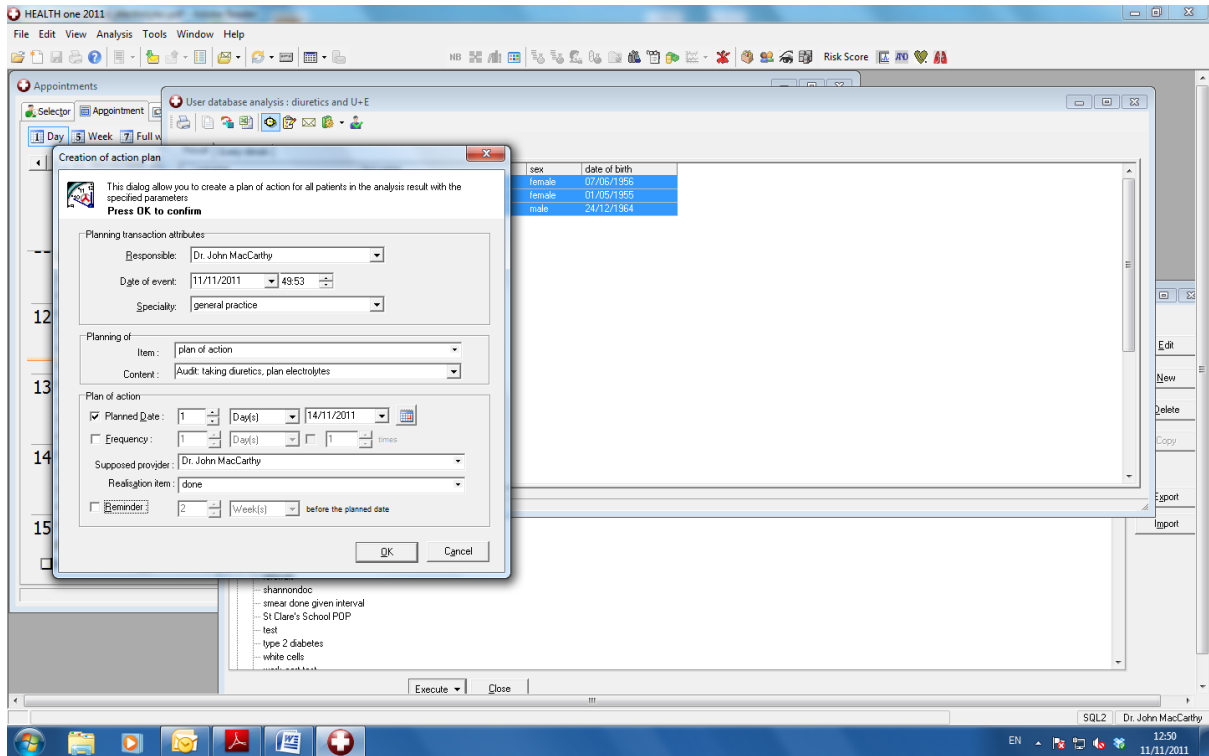 HEALTH one 2011
File Edit View Analysis Tools Window Help
NB Risk Score
Appointments
Selector Appointment
1 Day 5 Week 7 Full w
12
13
14
15
User database analysis : diuretics and U+E
sex date of birth
female 07/06/1956
female 01/05/1955
male 24/12/1964
Creation of action plan
This dialog allow you to create a plan of action for all patients in the analysis result with the
specified parameters
Press OK to confirm
Planning transaction attributes
Responsible: Dr. John MacCarthy
Date of event: 11/11/2011 49:53
Speciality: general practice
Planning of
Item : plan of action
Content : Audit: taking diuretics, plan electrolytes
Plan of action
Planned Date : 1 Day(s) 14/11/2011
Frequency : 1 Day(s) 1 times
Supposed provider : Dr. John MacCarthy
Realisation item : done
Reminder : 2 Week(s) before the planned date
OK Cancel
Edit
New
Delete
Copy
Export
Import
shannondoc
smear done given interval
St Clare's School POP
test
type 2 diabetes
white cells
Execute Close
SQL2 Dr. John MacCarthy
EN 12:50
11/11/2011